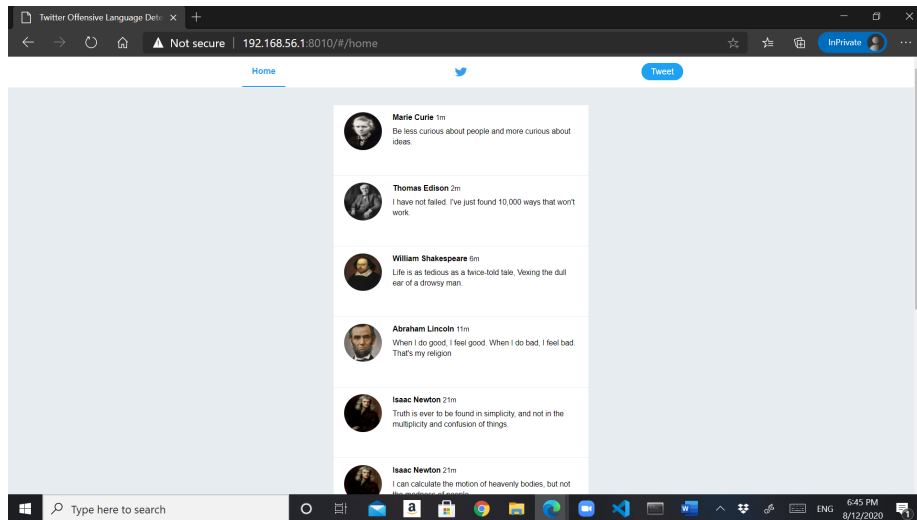 Twitter Offensive Language Dete
Not secure | 192.168.56.1:8010/#/home
InPrivate
Home
Tweet
Marie Curie 1m
Be less curious about people and more curious about
ideas.
Thomas Edison 2m
I have not failed. I've just found 10,000 ways that won't
work.
William Shakespeare 6m
Life is as tedious as a twice-told tale, Vexing the dull
ear of a drowsy man.
Abraham Lincoln 11m
When I do good, I feel good. When I do bad, I feel bad.
That's my religion
Isaac Newton 21m
Truth is ever to be found in simplicity, and not in the
multiplicity and confusion of things.
Isaac Newton 21m
I can calculate the motion of heavenly bodies, but not
the madness of people
Type here to search
ENG
6:45 PM
8/12/2020